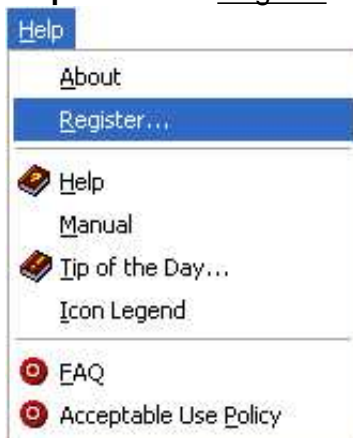 Help
About
Register...
Help
Manual
Tip of the Day...
Icon Legend
FAQ
Acceptable Use Policy